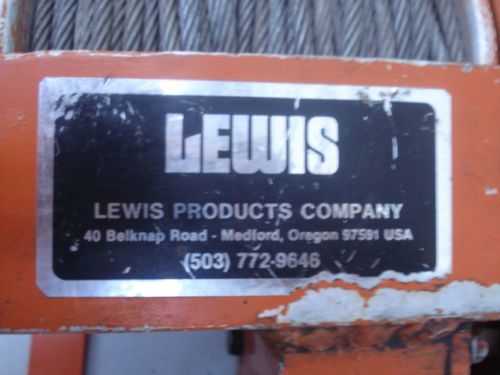 LEWIS
LEWIS PRODUCTS COMPANY
40 Belknap Road - Medford, Oregon 97501 USA
(503) 772-9646